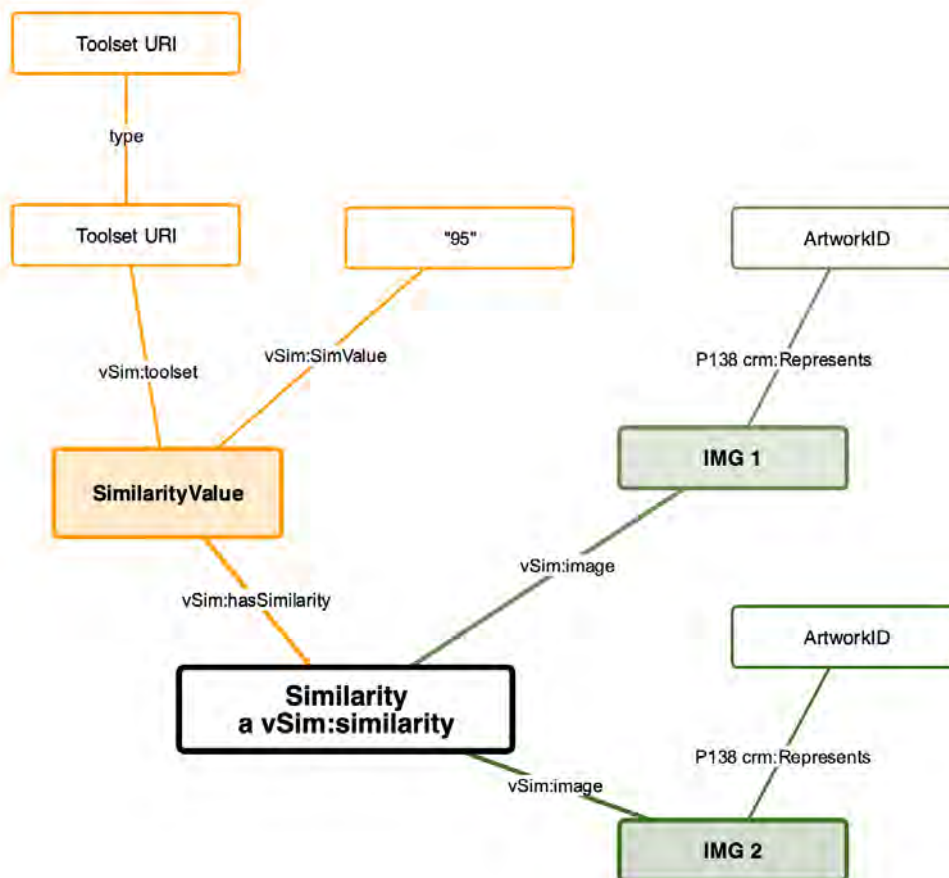 Toolset URI
type
Toolset URI
"95"
ArtworkID
vSim:toolset
vSim:SimValue
P138 crm:Represents
SimilarityValue
IMG 1
vSim:image
vSim:hasSimilarity
ArtworkID
Similarity
a vSim:similarity
P138 crm:Represents
vSim:image
IMG 2